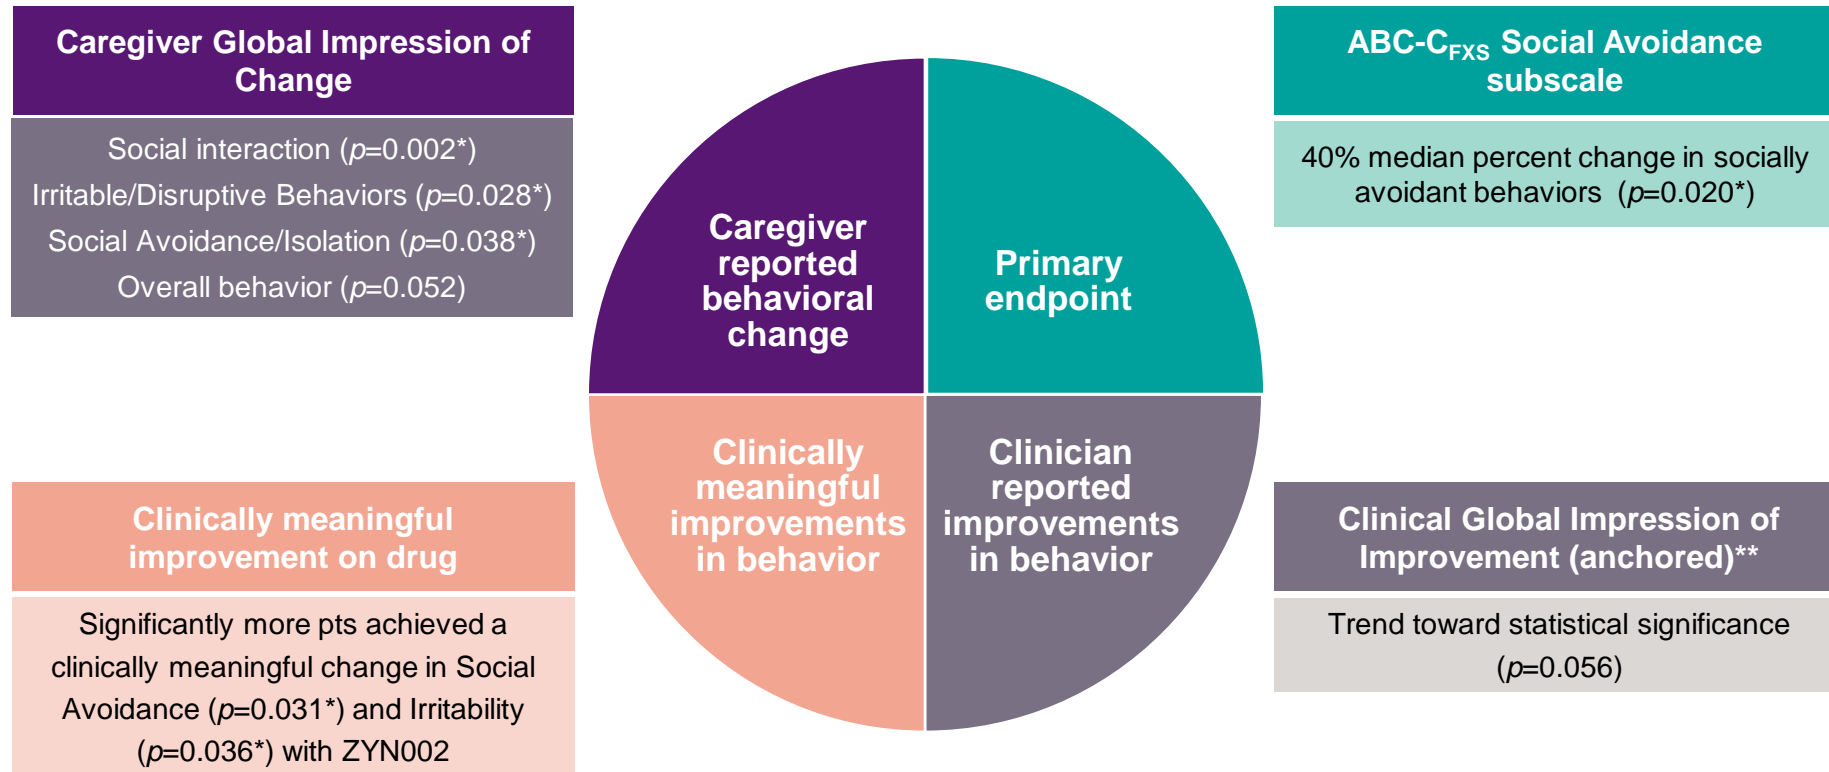 Caregiver Global Impression of
Change
Social interaction (p=0.002*)
Irritable/Disruptive Behaviors (p=0.028*)
Social Avoidance/Isolation (p=0.038*)
Overall behavior (p=0.052)
Caregiver
reported
behavioral
change
Primary
endpoint
ABC-CFXS Social Avoidance
subscale
40% median percent change in socially
avoidant behaviors (p=0.020*)
Clinically meaningful
improvement on drug
Significantly more pts achieved a
clinically meaningful change in Social
Avoidance (p=0.031*) and Irritability
(p=0.036*) with ZYN002
Clinically
meaningful
improvements
in behavior
Clinician
reported
improvements
in behavior
Clinical Global Impression of
Improvement (anchored)**
Trend toward statistical significance
(p=0.056)